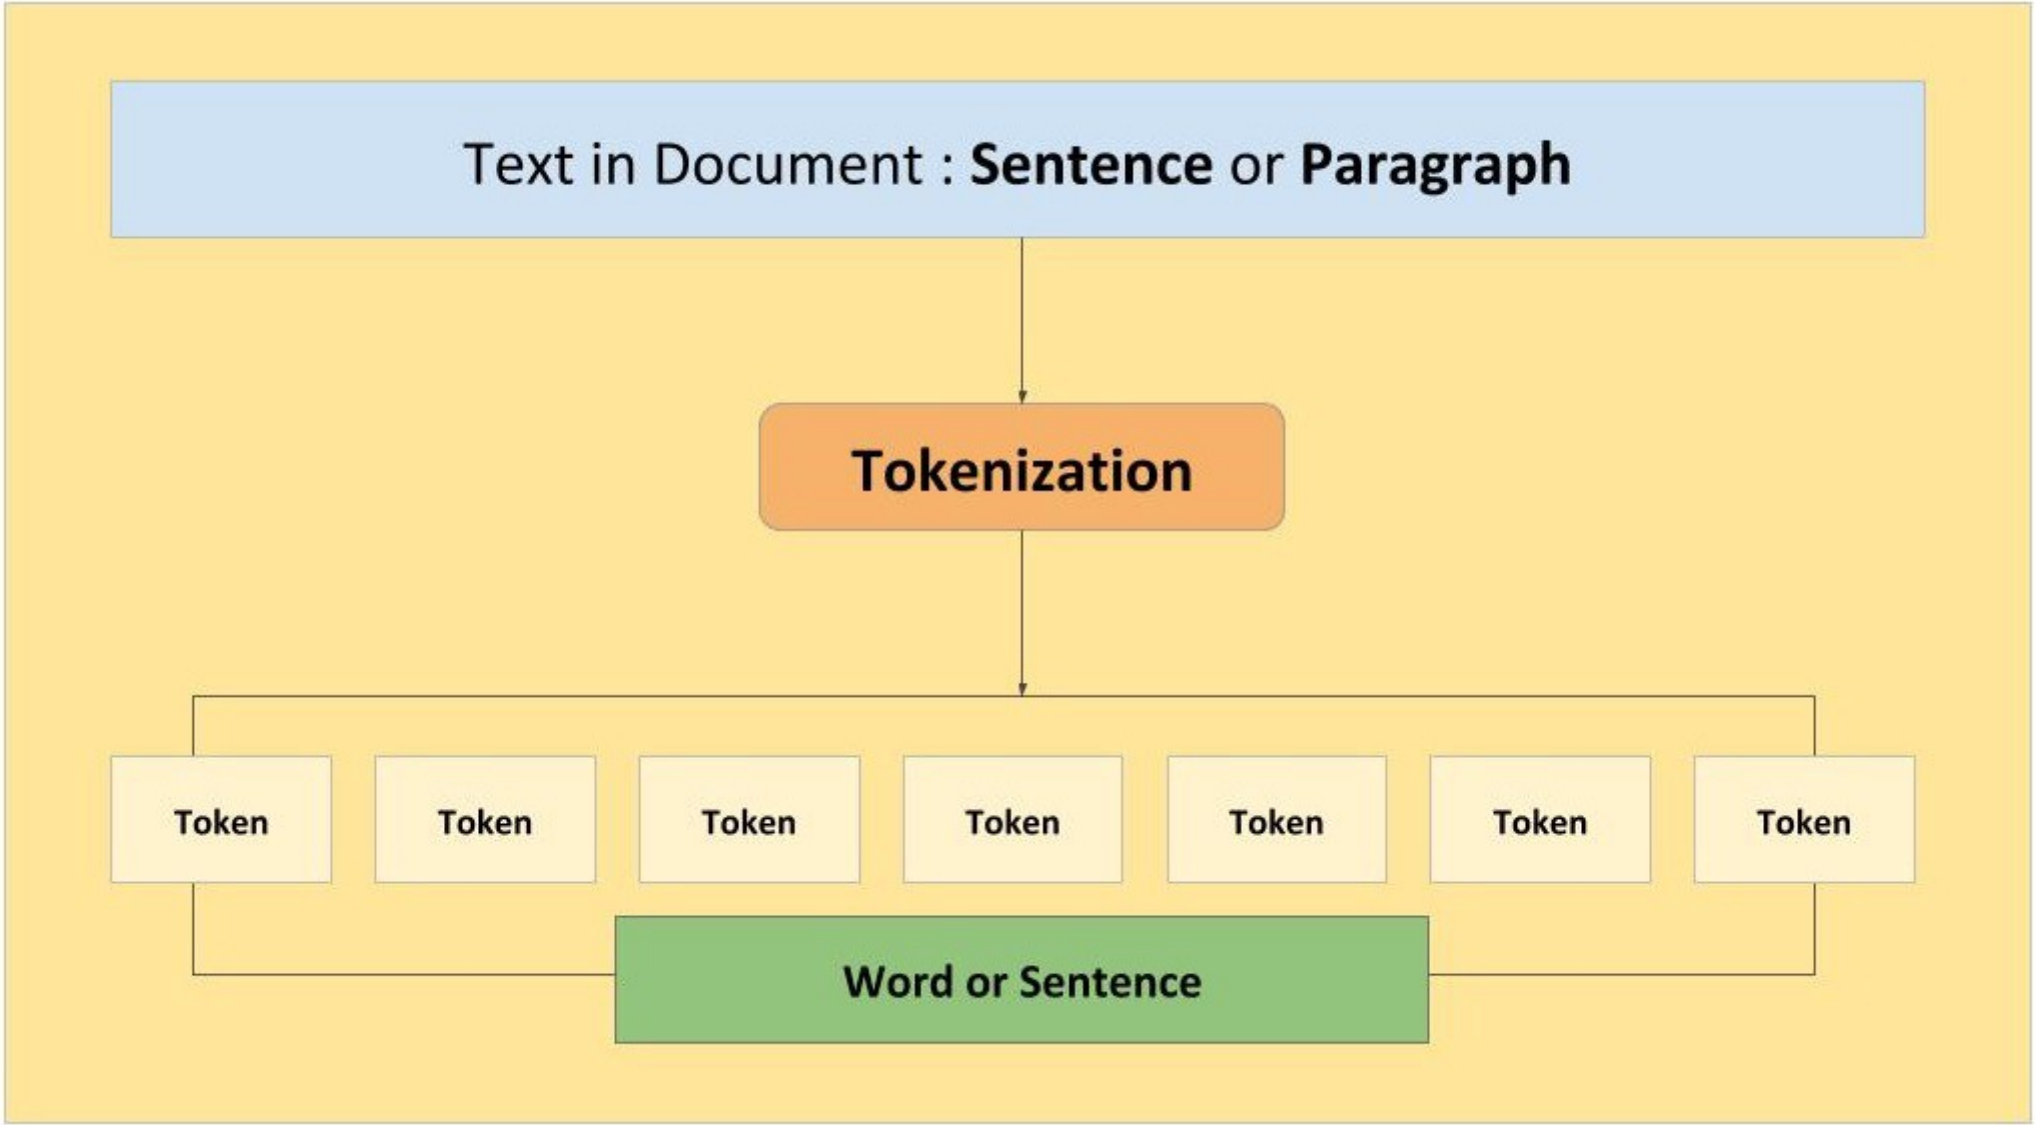 Text in Document : Sentence or Paragraph
Tokenization
Token
Token
Token
Token
Token
Token
Token
Word or Sentence